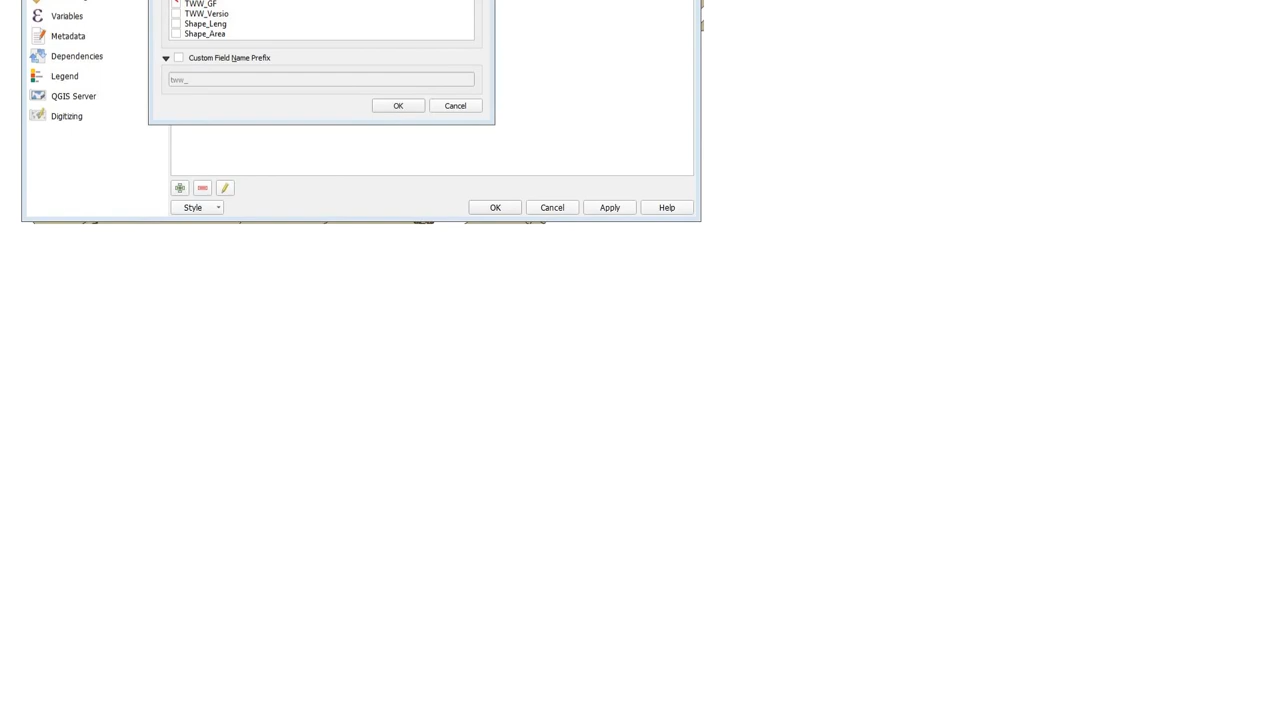 TWW_GF
Variables
TWW_Versio
Shape_Leng
Metadata
Shape_Area
Dependencies
Custom Field Name Prefix
Legend
tww_
QGIS Server
OK
Cancel
Digitizing
Style
OK
Cancel
Apply
Help